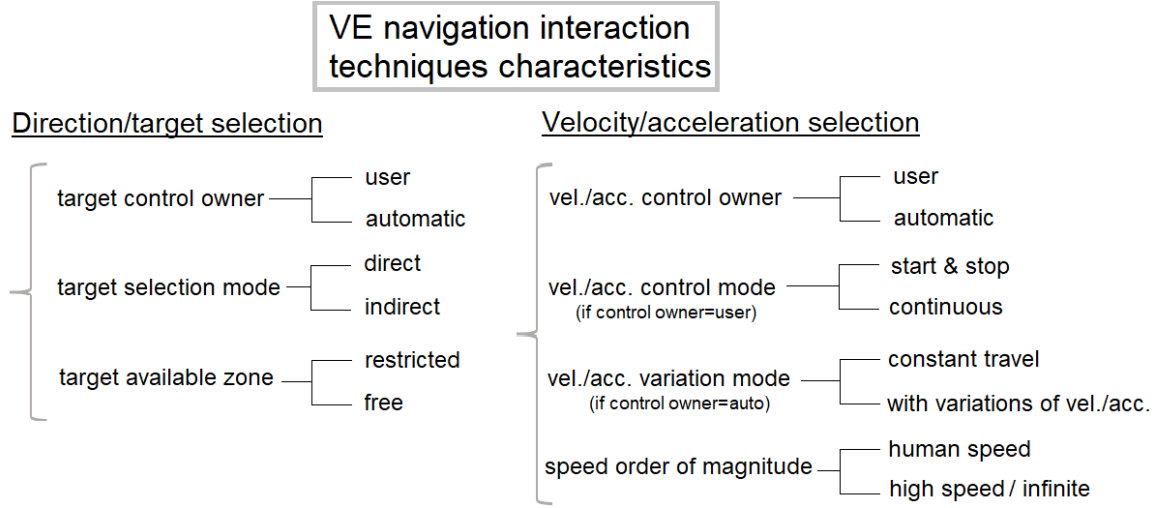 VE navigation interaction
techniques characteristics
Direction/target selection
target control owner
user
automatic
target selection mode
direct
indirect
target available zone
restricted
free
Velocity/acceleration selection
vel./acc. control owner
user
automatic
vel./acc. control mode
(if control owner=user)
start & stop
continuous
vel./acc. variation mode
(if control owner=auto)
constant travel
with variations of vel./acc.
speed order of magnitude
human speed
high speed / infinite